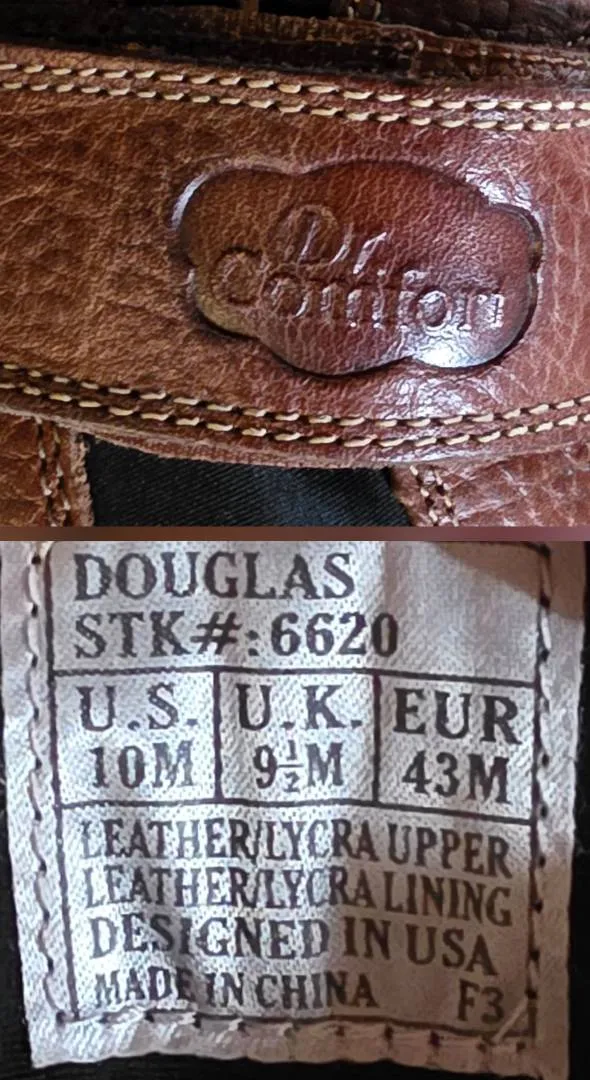 Dr.
Comfort
DOUGLAS
STK#:6620
U.S. U.K. EUR
10M 9½M 43M
LEATHER/LYCRA UPPER
LEATHER/LYCRA LINING
DESIGNED IN USA
MADE IN CHINA F3